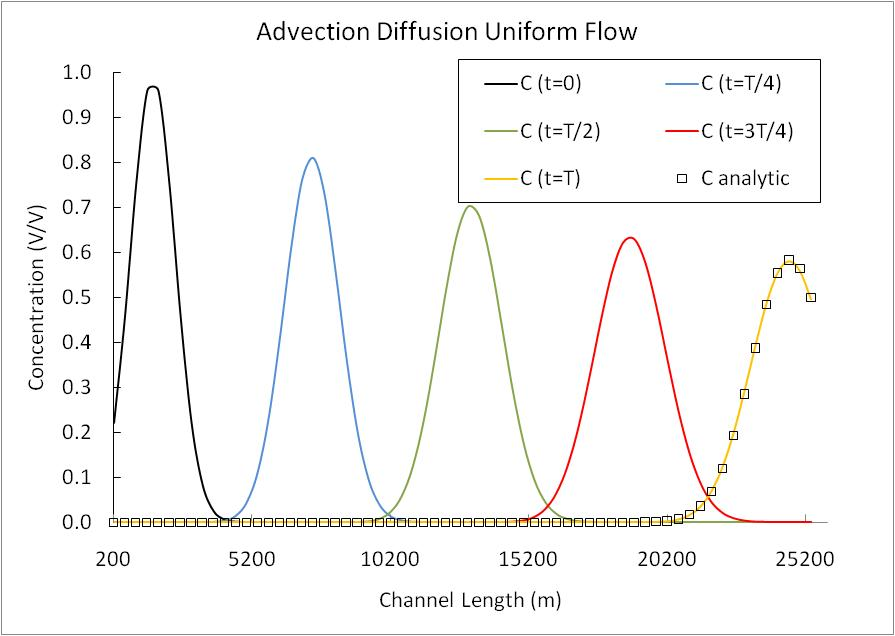 Advection Diffusion Uniform Flow
C (t=0)
C (t=T/4)
C (t=T/2)
C (t=3T/4)
C (t=T)
C analytic
Concentration (V/V)
1.0
0.9
0.8
0.7
0.6
0.5
0.4
0.3
0.2
0.1
0.0
200
5200
10200
15200
20200
25200
Channel Length (m)